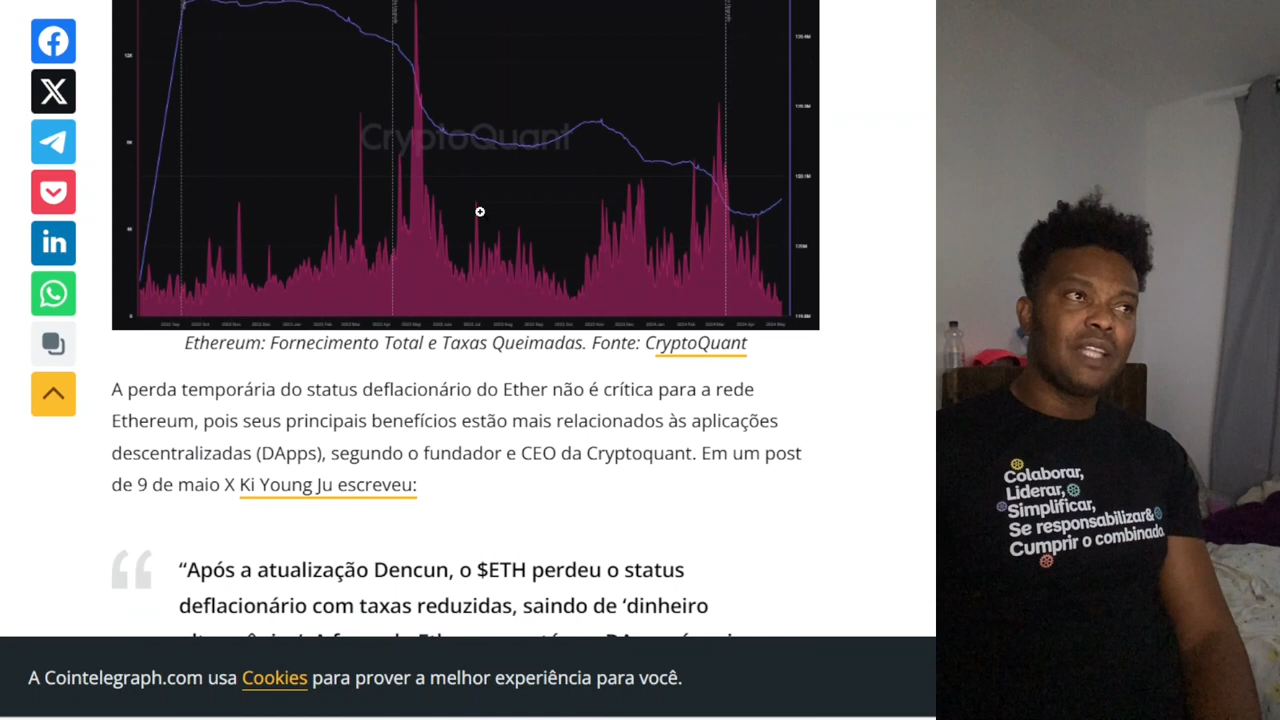 CryptoQuant
Ethereum: Fornecimento Total e Taxas Queimadas. Fonte: CryptoQuant
A perda temporária do status deflacionário do Ether não é crítica para a rede
Ethereum, pois seus principais benefícios estão mais relacionados às aplicações
descentralizadas (DApps), segundo o fundador e CEO da Cryptoquant. Em um post
de 9 de maio X Ki Young Ju escreveu:
“Após a atualização Dencun, o $ETH perdeu o status
deflacionário com taxas reduzidas, saindo de ‘dinheiro
A Cointelegraph.com usa Cookies para prover a melhor experiência para você.
Colaborar,
Liderar,
Simplificar,
Se responsabilizar&
Cumprir o combinado